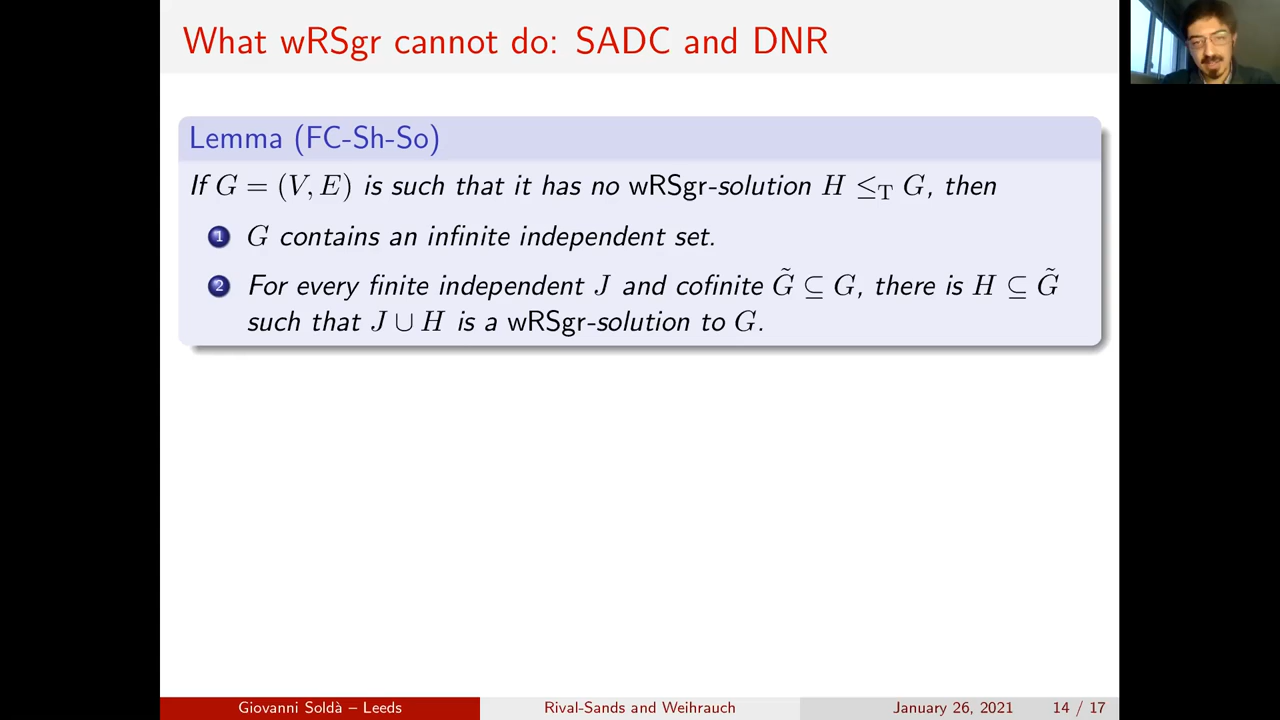 What wRSgr cannot do: SADC and DNR
Lemma (FC-Sh-So)
If G = (V, E) is such that it has no wRSgr-solution H ≤_T G, then
1 G contains an infinite independent set.
2 For every finite independent J and cofinite G̃ ⊆ G, there is H ⊆ G̃
such that J ∪ H is a wRSgr-solution to G.
Giovanni Soldà – Leeds
Rival-Sands and Weihrauch
January 26, 2021
14 / 17